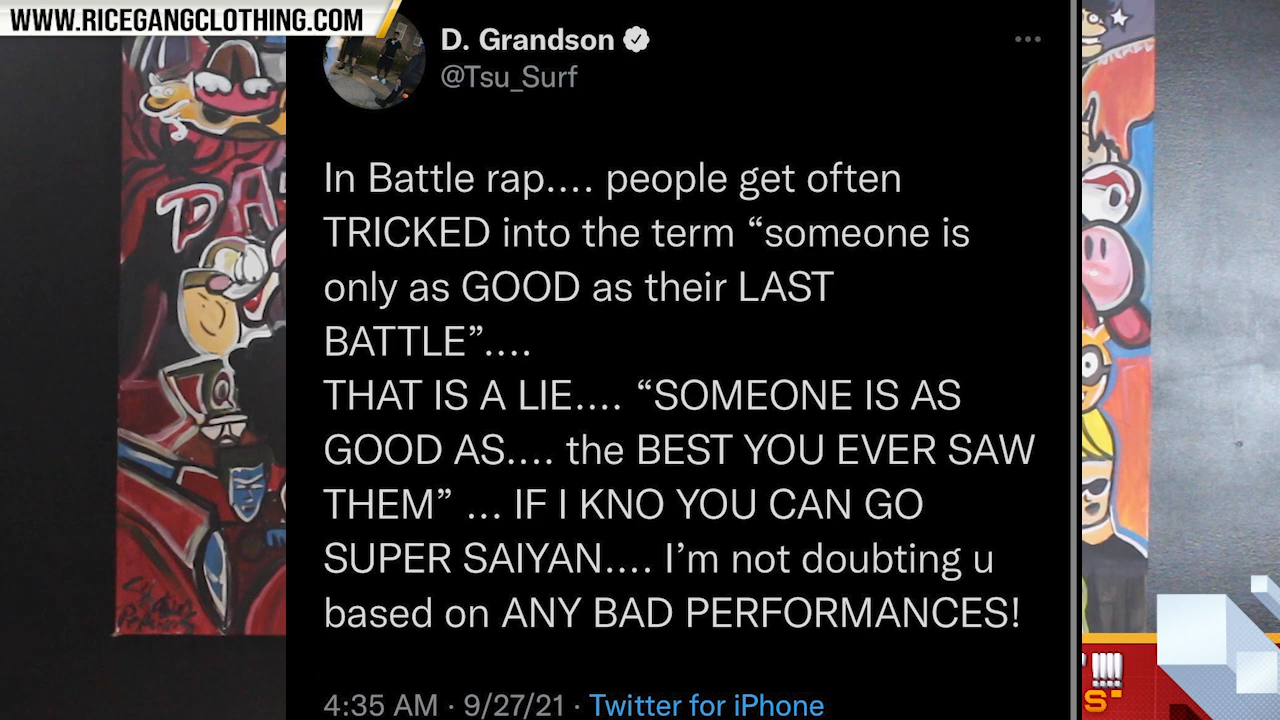 WWW.RICEGANGCLOTHING.COM
D. Grandson
@Tsu_Surf
In Battle rap.... people get often
TRICKED into the term “someone is
only as GOOD as their LAST
BATTLE”....
THAT IS A LIE.... “SOMEONE IS AS
GOOD AS.... the BEST YOU EVER SAW
THEM” ... IF I KNO YOU CAN GO
SUPER SAIYAN.... I’m not doubting u
based on ANY BAD PERFORMANCES!
4:35 AM · 9/27/21 · Twitter for iPhone